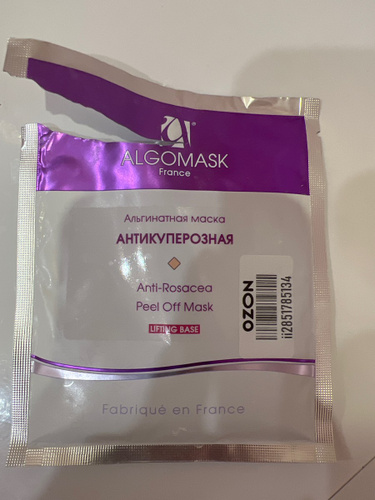 ALGOMASK
France
Альгинатная маска
АНТИКУПЕРОЗНАЯ
Anti-Rosacea
Peel Off Mask
LIFTING BASE
OZON
ii2851785134
Fabriqué en France